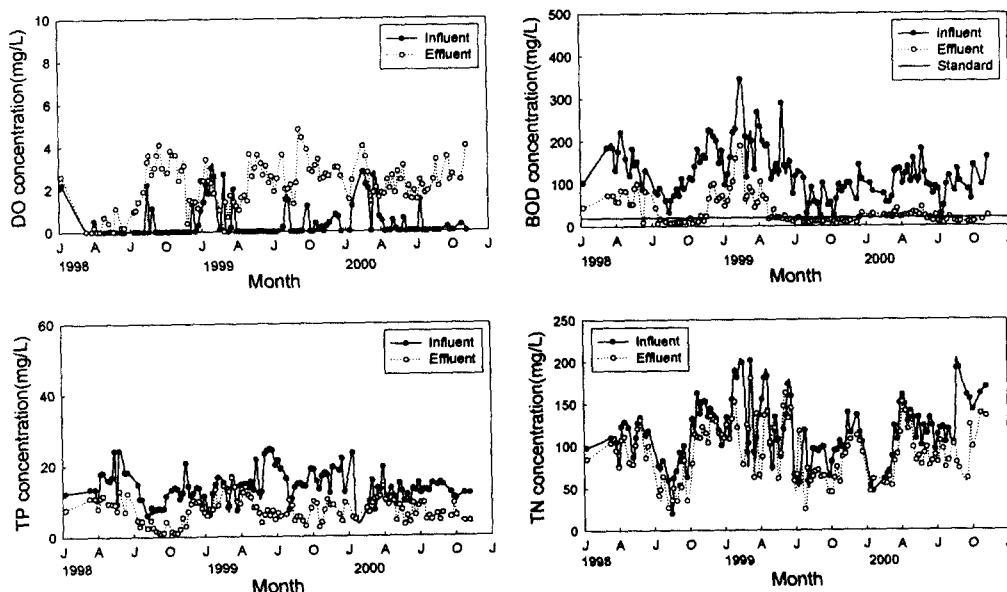 DO concentration(mg/L)
10
8
6
4
2
0
Influent
Effluent
J A J O J A J O J A J O J
1998 1999 2000
Month
BOD concentration(mg/L)
500
400
300
200
100
0
Influent
Effluent
Standard
J A J O J A J O J A J O J
1998 1999 2000
Month
TP concentration(mg/L)
60
40
20
0
Influent
Effluent
J A J O J A J O J A J O J
1998 1999 2000
Month
TN concentration(mg/L)
250
200
150
100
50
0
Influent
Effluent
J A J O J A J O J A J O J
1998 1999 2000
Month